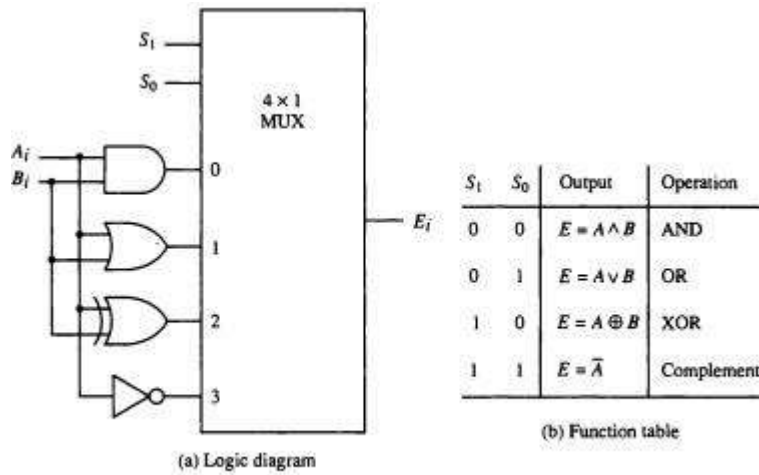 S₁
S₀
4 × 1
MUX
Aᵢ
Bᵢ
0
1
2
3
Eᵢ
(a) Logic diagram
S₁ S₀ Output Operation
0 0 E = A ∧ B AND
0 1 E = A ∨ B OR
1 0 E = A ⊕ B XOR
1 1 E = A̅ Complement
(b) Function table